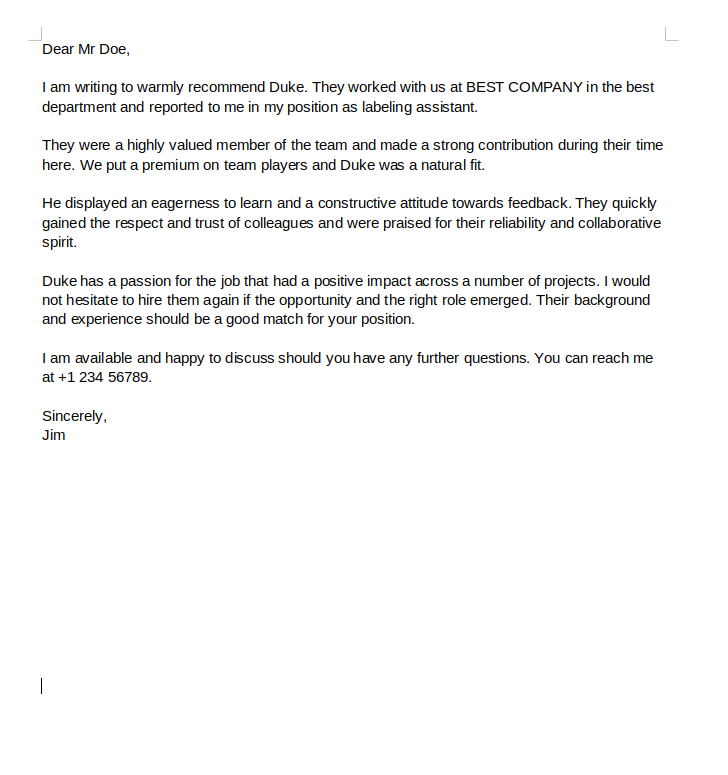 Dear Mr Doe,
I am writing to warmly recommend Duke. They worked with us at BEST COMPANY in the best
department and reported to me in my position as labeling assistant.
They were a highly valued member of the team and made a strong contribution during their time
here. We put a premium on team players and Duke was a natural fit.
He displayed an eagerness to learn and a constructive attitude towards feedback. They quickly
gained the respect and trust of colleagues and were praised for their reliability and collaborative
spirit.
Duke has a passion for the job that had a positive impact across a number of projects. I would
not hesitate to hire them again if the opportunity and the right role emerged. Their background
and experience should be a good match for your position.
I am available and happy to discuss should you have any further questions. You can reach me
at +1 234 56789.
Sincerely,
Jim